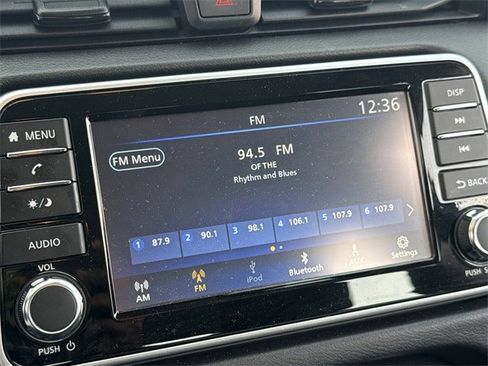 FM
12:36
FM Menu
94.5 FM
OF THE
Rhythm and Blues
1 87.9 2 90.1 3 98.1 4 106.1 5 107.9 6 107.9
AM FM iPod Bluetooth AUX Settings
MENU
AUDIO
VOL
PUSH
DISP
BACK
PUSH